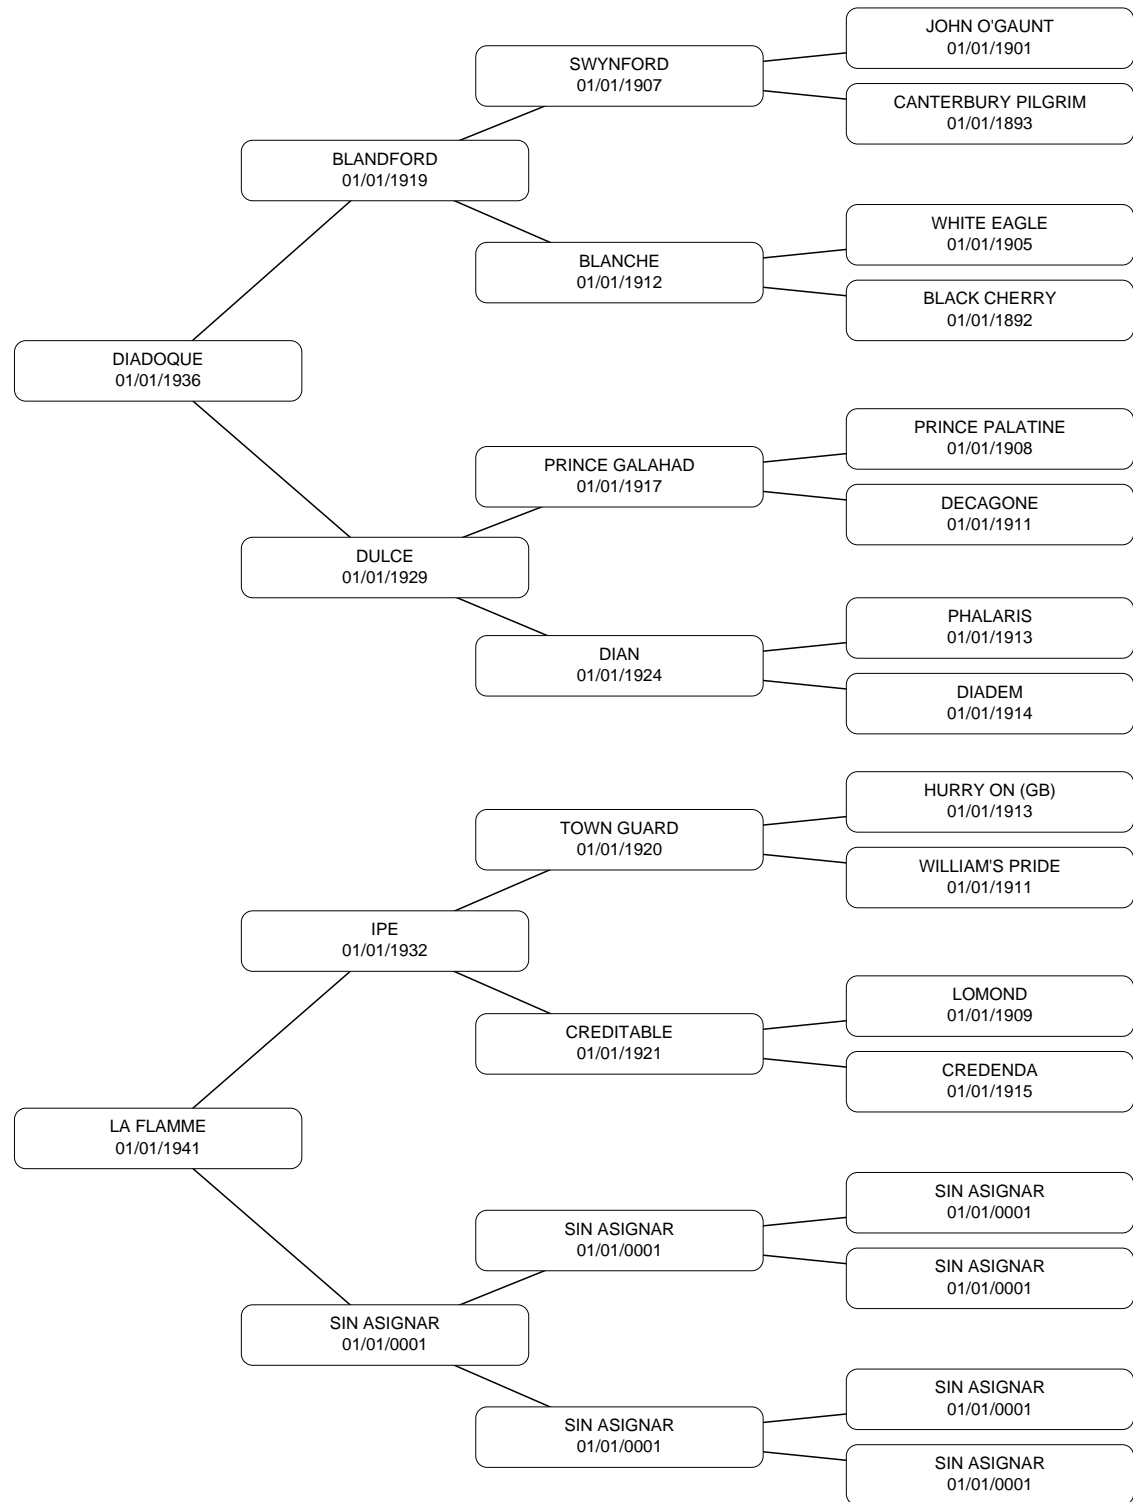 JOHN O'GAUNT
01/01/1901
SWYNFORD
01/01/1907
CANTERBURY PILGRIM
01/01/1893
BLANDFORD
01/01/1919
WHITE EAGLE
01/01/1905
BLANCHE
01/01/1912
BLACK CHERRY
01/01/1892
DIADOQUE
01/01/1936
PRINCE PALATINE
01/01/1908
PRINCE GALAHAD
01/01/1917
DECAGONE
01/01/1911
DULCE
01/01/1929
PHALARIS
01/01/1913
DIAN
01/01/1924
DIADEM
01/01/1914
HURRY ON (GB)
01/01/1913
TOWN GUARD
01/01/1920
WILLIAM'S PRIDE
01/01/1911
IPE
01/01/1932
LOMOND
01/01/1909
CREDITABLE
01/01/1921
CREDENDA
01/01/1915
LA FLAMME
01/01/1941
SIN ASIGNAR
01/01/0001
SIN ASIGNAR
01/01/0001
SIN ASIGNAR
01/01/0001
SIN ASIGNAR
01/01/0001
SIN ASIGNAR
01/01/0001
SIN ASIGNAR
01/01/0001
SIN ASIGNAR
01/01/0001